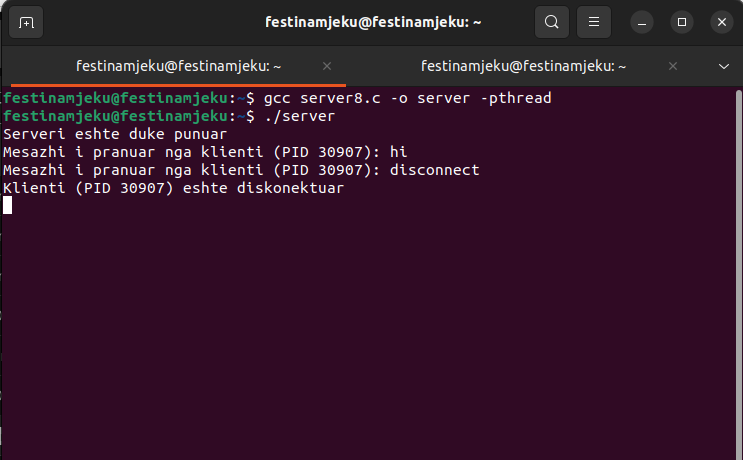 festinamjeku@festinamjeku: ~
festinamjeku@festinamjeku: ~ festinamjeku@festinamjeku: ~
festinamjeku@festinamjeku:~$ gcc server8.c -o server -pthread
festinamjeku@festinamjeku:~$ ./server
Serveri eshte duke punuar
Mesazhi i pranuar nga klienti (PID 30907): hi
Mesazhi i pranuar nga klienti (PID 30907): disconnect
Klienti (PID 30907) eshte diskonektuar